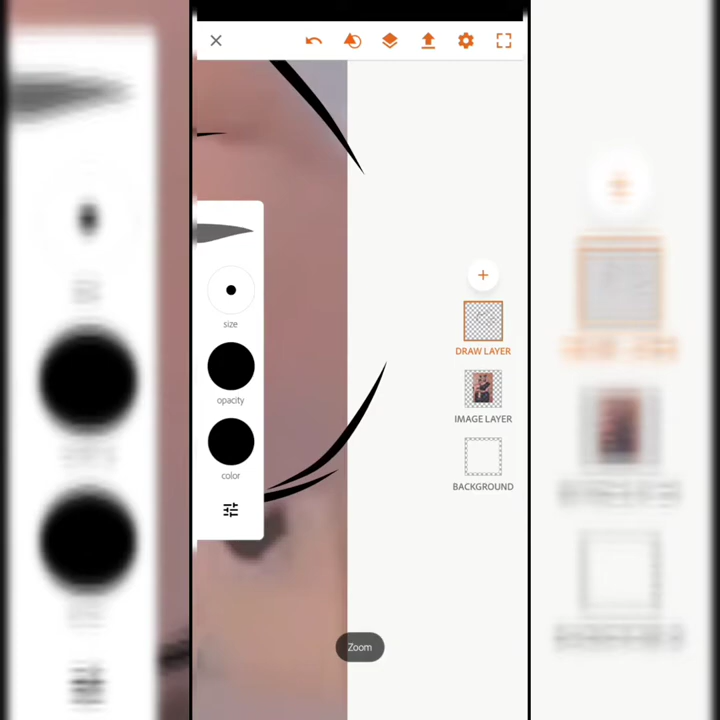 size
DRAW LAYER
opacity
IMAGE LAYER
color
BACKGROUND
Zoom